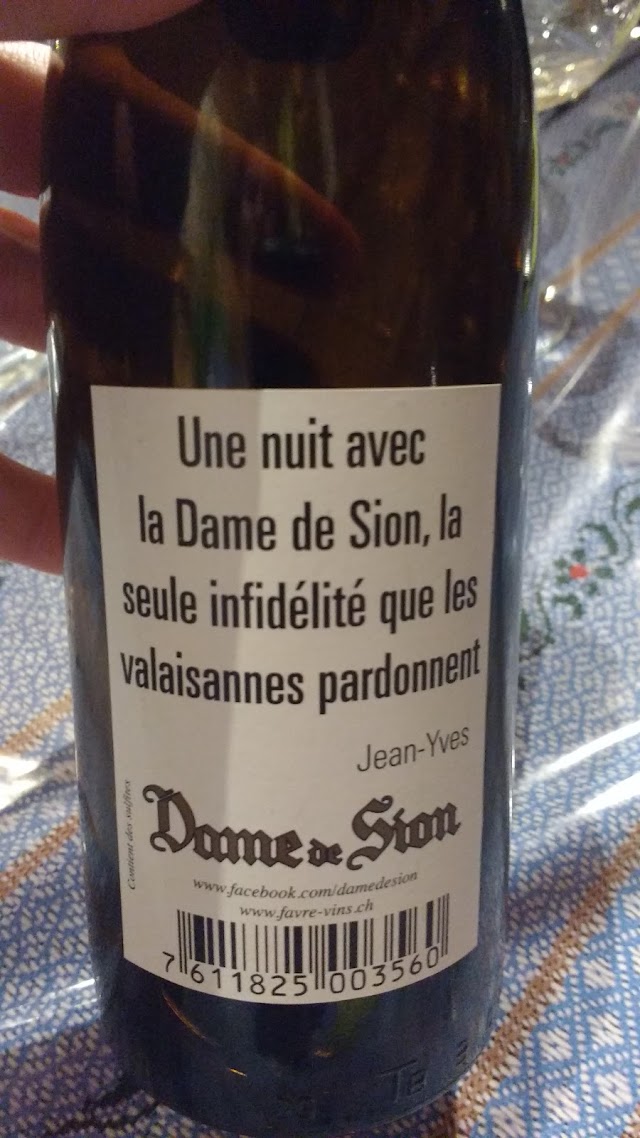 Une nuit avec
la Dame de Sion, la
seule infidélité que les
valaisannes pardonnent
Jean-Yves
Contient des sulfites
Dame de Sion
www.facebook.com/damedesion
www.favre-vins.ch
7 611825 003560